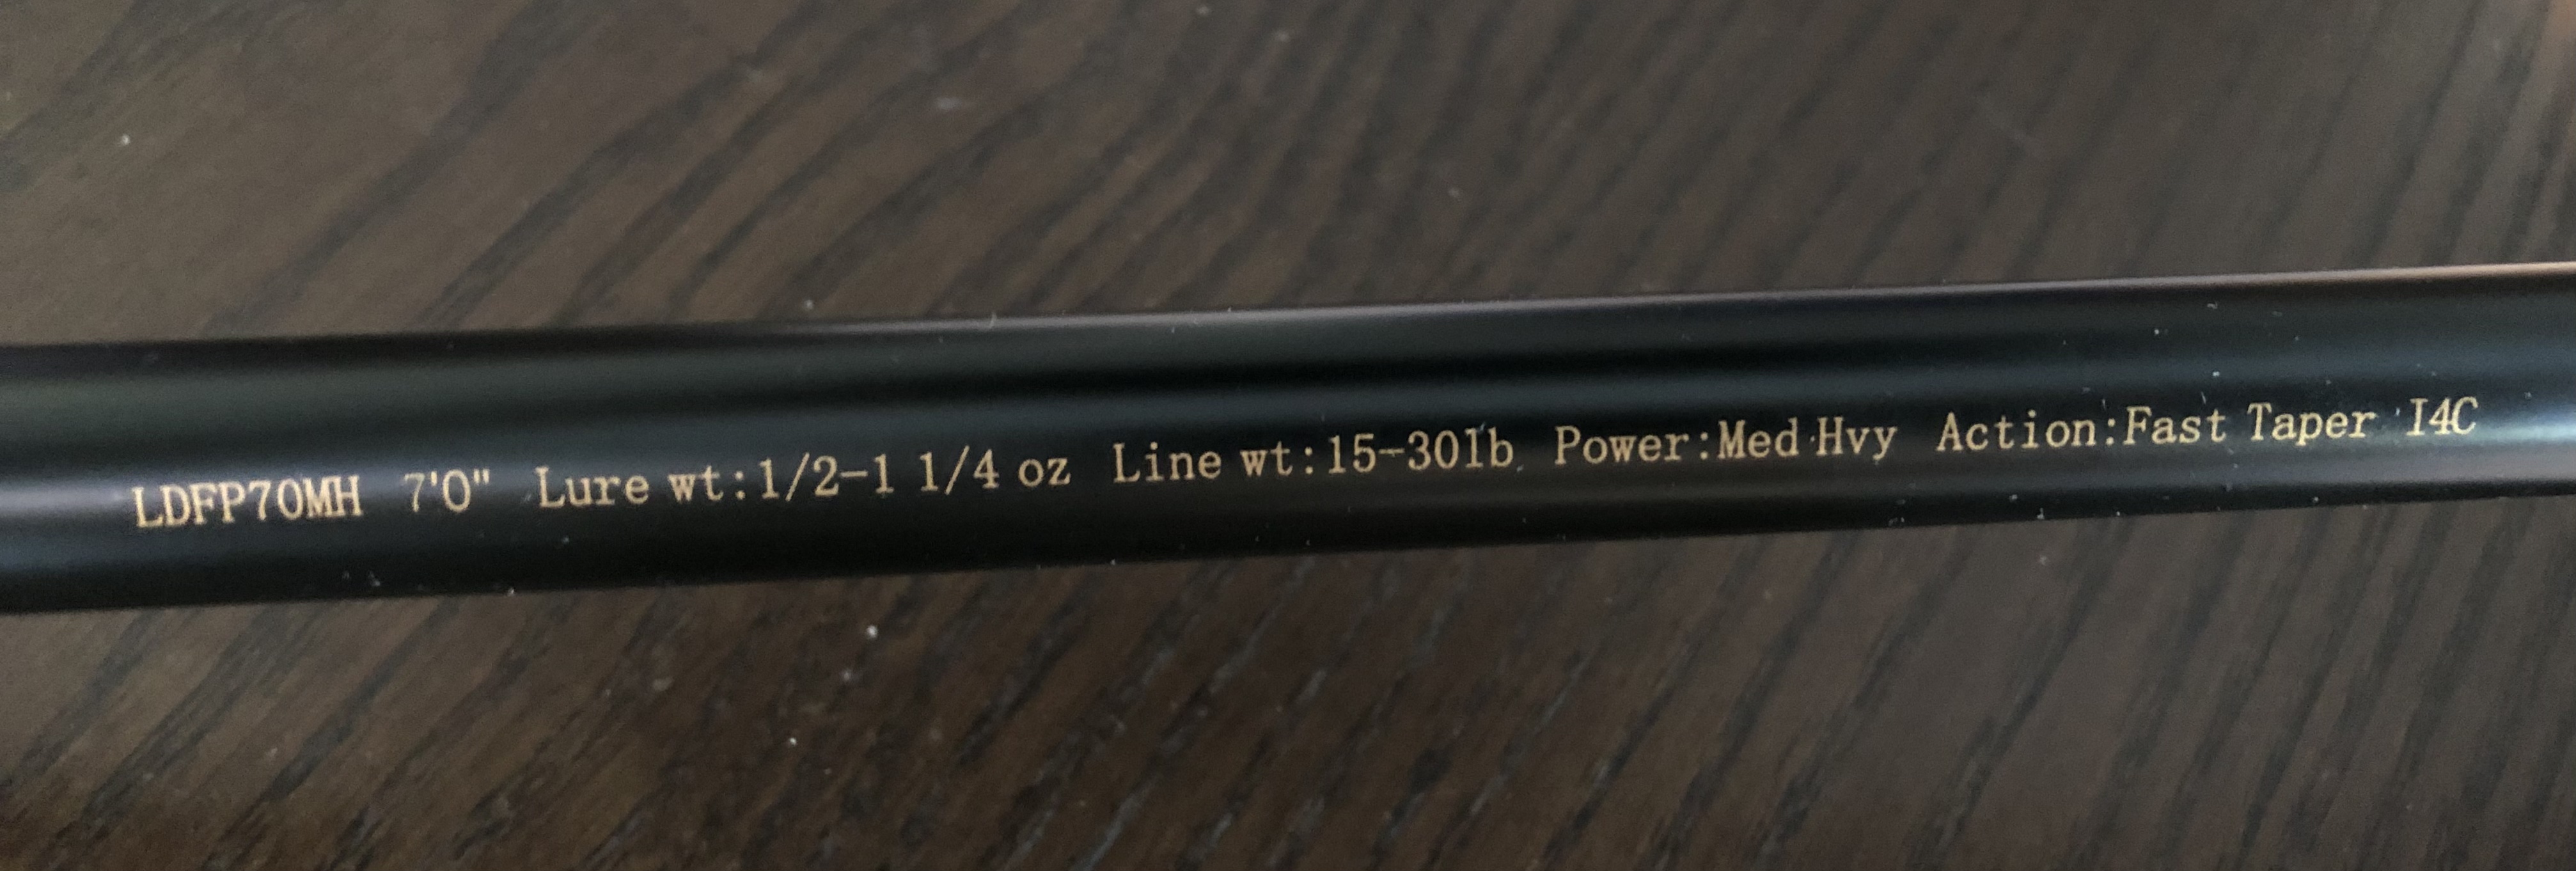 LDFP70MH 7'0" Lure wt:1/2-1 1/4 oz Line wt:15-30lb Power:Med Hvy Action:Fast Taper I4C